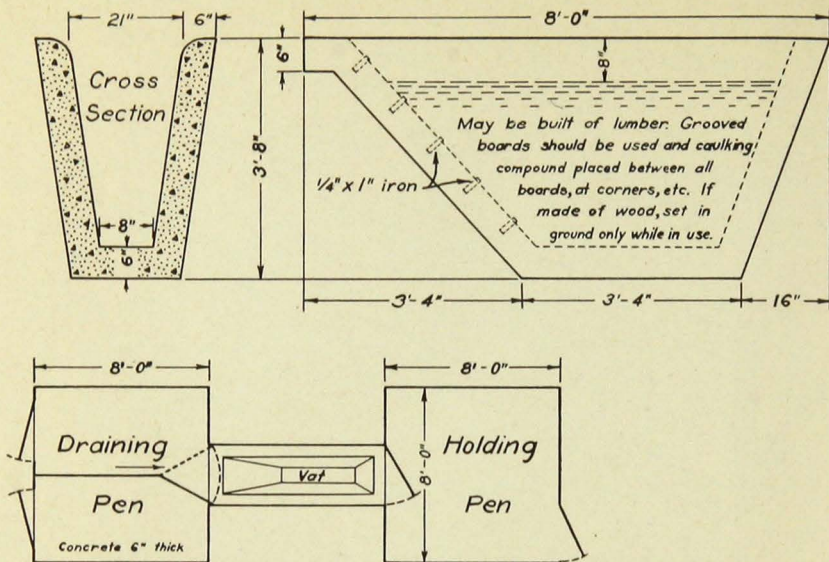 21"
6"
Cross
Section
8"
6"
3'-8"
8'-0"
6"
8"
May be built of lumber. Grooved
boards should be used and caulking
compound placed between all
boards, at corners, etc. If
made of wood, set in
ground only while in use.
1/4" x 1" iron
3'-4"
3'-4"
16"
8'-0"
8'-0"
Draining
Pen
Concrete 6" thick
Vat
Holding
Pen
8'-0"